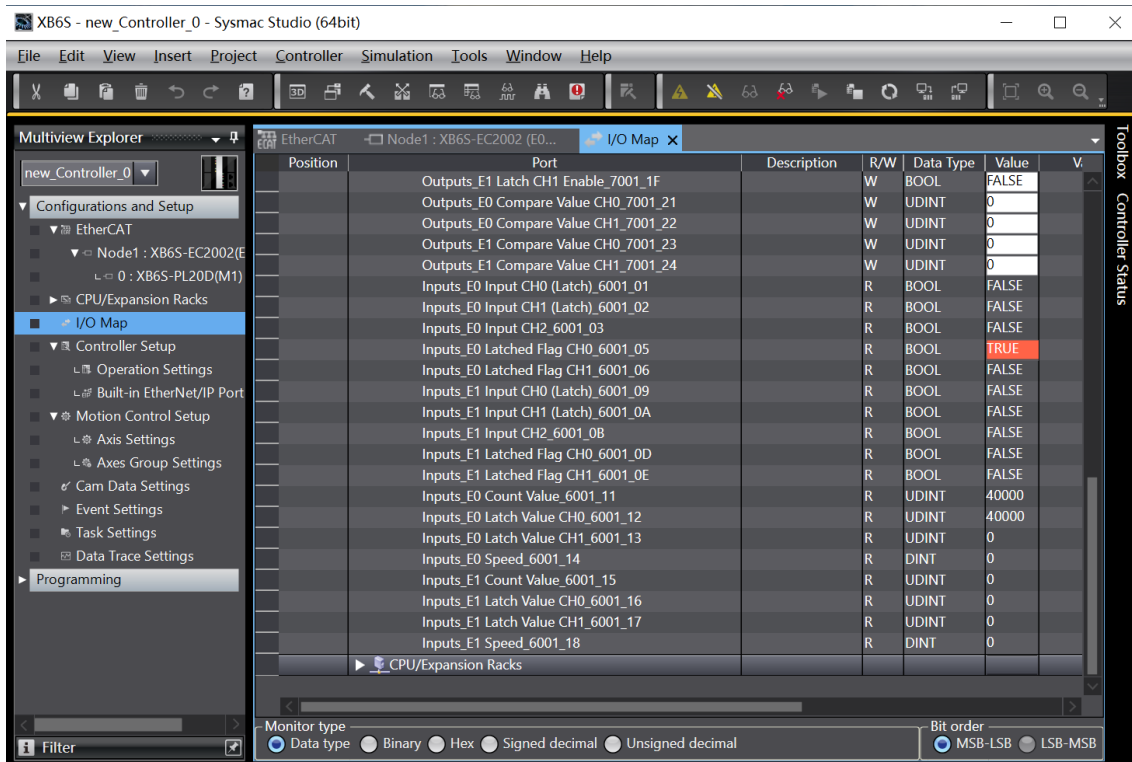 XB6S - new_Controller_0 - Sysmac Studio (64bit)
File Edit View Insert Project Controller Simulation Tools Window Help
Multiview Explorer
new_Controller_0
Configurations and Setup
EtherCAT
Node1 : XB6S-EC2002(E
0 : XB6S-PL20D(M1)
CPU/Expansion Racks
I/O Map
Controller Setup
Operation Settings
Built-in EtherNet/IP Port
Motion Control Setup
Axis Settings
Axes Group Settings
Cam Data Settings
Event Settings
Task Settings
Data Trace Settings
Programming
Filter
EtherCAT Node1 : XB6S-EC2002 (E0... I/O Map
Position Port Description R/W Data Type Value V.
Outputs_E1 Latch CH1 Enable_7001_1F W BOOL FALSE
Outputs_E0 Compare Value CH0_7001_21 W UDINT 0
Outputs_E0 Compare Value CH1_7001_22 W UDINT 0
Outputs_E1 Compare Value CH0_7001_23 W UDINT 0
Outputs_E1 Compare Value CH1_7001_24 W UDINT 0
Inputs_E0 Input CH0 (Latch)_6001_01 R BOOL FALSE
Inputs_E0 Input CH1 (Latch)_6001_02 R BOOL FALSE
Inputs_E0 Input CH2_6001_03 R BOOL FALSE
Inputs_E0 Latched Flag CH0_6001_05 R BOOL TRUE
Inputs_E0 Latched Flag CH1_6001_06 R BOOL FALSE
Inputs_E1 Input CH0 (Latch)_6001_09 R BOOL FALSE
Inputs_E1 Input CH1 (Latch)_6001_0A R BOOL FALSE
Inputs_E1 Input CH2_6001_0B R BOOL FALSE
Inputs_E1 Latched Flag CH0_6001_0D R BOOL FALSE
Inputs_E1 Latched Flag CH1_6001_0E R BOOL FALSE
Inputs_E0 Count Value_6001_11 R UDINT 40000
Inputs_E0 Latch Value CH0_6001_12 R UDINT 40000
Inputs_E0 Latch Value CH1_6001_13 R UDINT 0
Inputs_E0 Speed_6001_14 R DINT 0
Inputs_E1 Count Value_6001_15 R UDINT 0
Inputs_E1 Latch Value CH0_6001_16 R UDINT 0
Inputs_E1 Latch Value CH1_6001_17 R UDINT 0
Inputs_E1 Speed_6001_18 R DINT 0
CPU/Expansion Racks
Monitor type
Data type Binary Hex Signed decimal Unsigned decimal
Bit order
MSB-LSB LSB-MSB
Toolbox
Controller Status